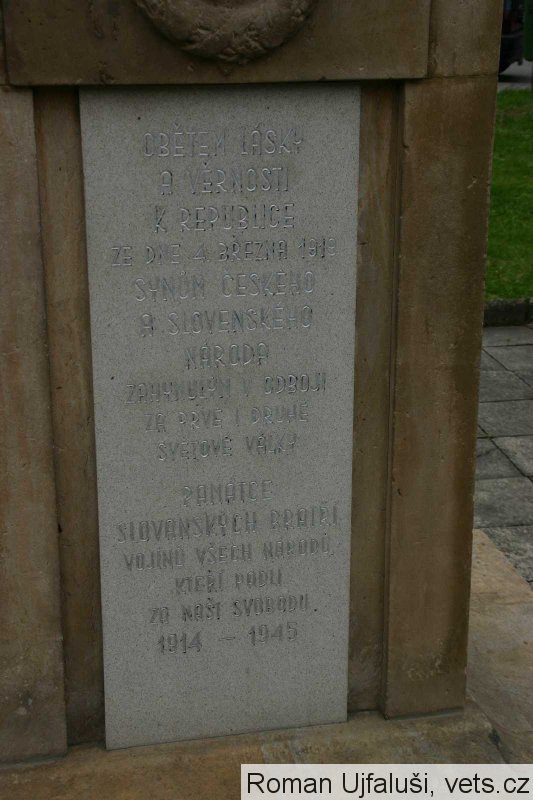 OBĚTEM LÁSKY
A VĚRNOSTI
K REPUBLICE
ZE DNE 4. BŘEZNA 1919
SYNŮM ČESKÉHO
A SLOVENSKÉHO
NÁRODA
ZAHYNULÝM V ODBOJI
ZA PRVÉ I DRUHÉ
SVĚTOVÉ VÁLKY
PAMÁTCE
SLOVANSKÝCH BRATŘÍ
VOJÍNŮ VŠECH NÁRODŮ,
KTEŘÍ PADLI
ZA NAŠI SVOBODU
1914 - 1945
Roman Ujfaluši, vets.cz